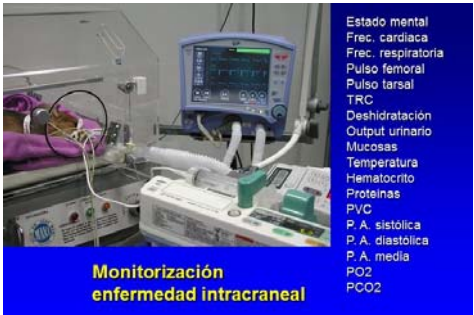 Estado mental
Frec. cardiaca
Frec. respiratoria
Pulso femoral
Pulso tarsal
TRC
Deshidratación
Output urinario
Mucosas
Temperatura
Hematocrito
Proteinas
PVC
P. A. sistólica
P. A. diastólica
P. A. media
PO2
PCO2
Monitorización
enfermedad intracraneal